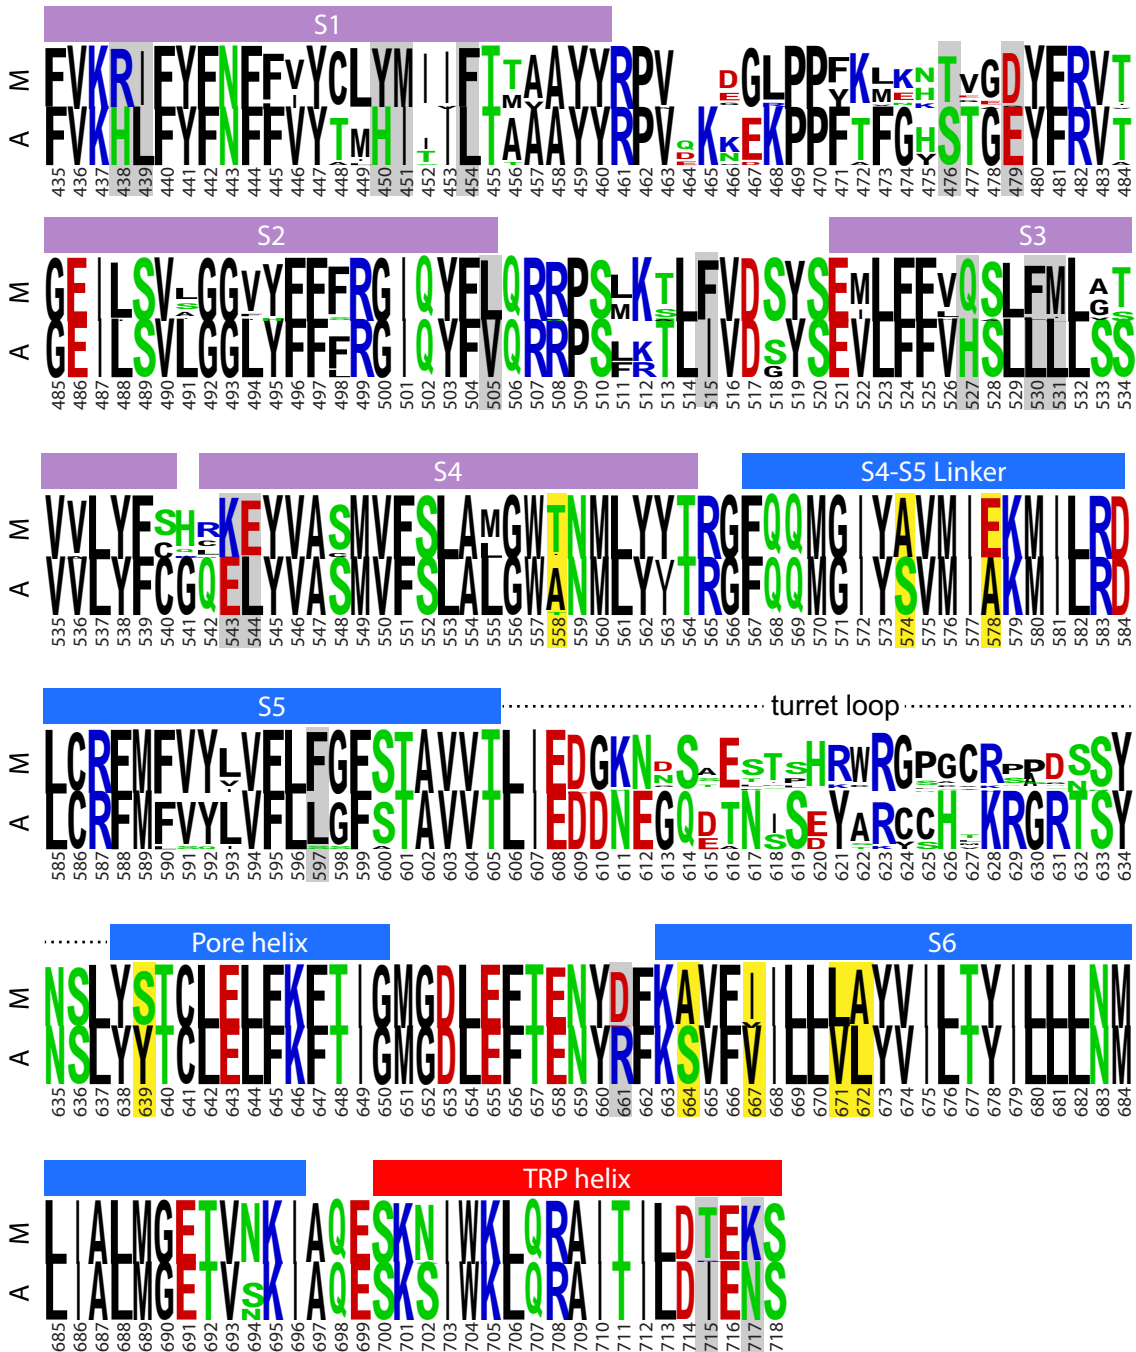 S1
M FVKRIFYFNFFVYCLYMIIFTTAAYYRPVDGLPPFKLKNTVGDYFRVT
A FVKHLFYFNFFVYTMHIIILTAAAYYRPVQKKEKPPFTFGHSTGEYFRVT
435 436 437 438 439 440 441 442 443 444 445 446 447 448 449 450 451 452 453 454 455 456 457 458 459 460 461 462 463 464 465 466 467 468 469 470 471 472 473 474 475 476 477 478 479 480 481 482 483 484
S2 S3
M GEILSVLGGVYFFFRGIQYFLQRRPSLKTLFVDSYSEMLFFVQSLFMLAT
A GEILSVLGGLYFFFRGIQYFVQRRPSLKTLIVDSYSEVLFFVHSLLLLSS
485 486 487 488 489 490 491 492 493 494 495 496 497 498 499 500 501 502 503 504 505 506 507 508 509 510 511 512 513 514 515 516 517 518 519 520 521 522 523 524 525 526 527 528 529 530 531 532 533 534
S4 S4-S5 Linker
M VVLYFSHRKEYVASMVFSLAMGWTNMLYYTRGFQQMGIYAVMIEKMILRD
A VVLYFCGQELYVASMVFSLALGWANMLYYTRGFQQMGIYSVMIAKMILRD
535 536 537 538 539 540 541 542 543 544 545 546 547 548 549 550 551 552 553 554 555 556 557 558 559 560 561 562 563 564 565 566 567 568 569 570 571 572 573 574 575 576 577 578 579 580 581 582 583 584
S5 turret loop
M LCRFMFVYLVFLFGFSTAVVTLIEDGKNDSAESTSHRWRGPGCRPPDSSY
A LCRFMFVYLVFLFGFSTAVVTLIEDDNEGQDTNISEYARCCHTKRGRTSY
585 586 587 588 589 590 591 592 593 594 595 596 597 598 599 600 601 602 603 604 605 606 607 608 609 610 611 612 613 614 615 616 617 618 619 620 621 622 623 624 625 626 627 628 629 630 631 632 633 634
Pore helix S6
M NSLYSTCLELFKFTIGMGDLEFTENYDFKAVFIILLLAYVILTYILLLNM
A NSLYYTCLELFKFTIGMGDLEFTENYRFKSVFVILLVLYVILTYILLLNM
635 636 637 638 639 640 641 642 643 644 645 646 647 648 649 650 651 652 653 654 655 656 657 658 659 660 661 662 663 664 665 666 667 668 669 670 671 672 673 674 675 676 677 678 679 680 681 682 683 684
TRP helix
M LIALMGETVNKIAQESKNIWKLQRAITILDTEKS
A LIALMGETVSKIAQESKSIWKLQRAITILDIENS
685 686 687 688 689 690 691 692 693 694 695 696 697 698 699 700 701 702 703 704 705 706 707 708 709 710 711 712 713 714 715 716 717 718